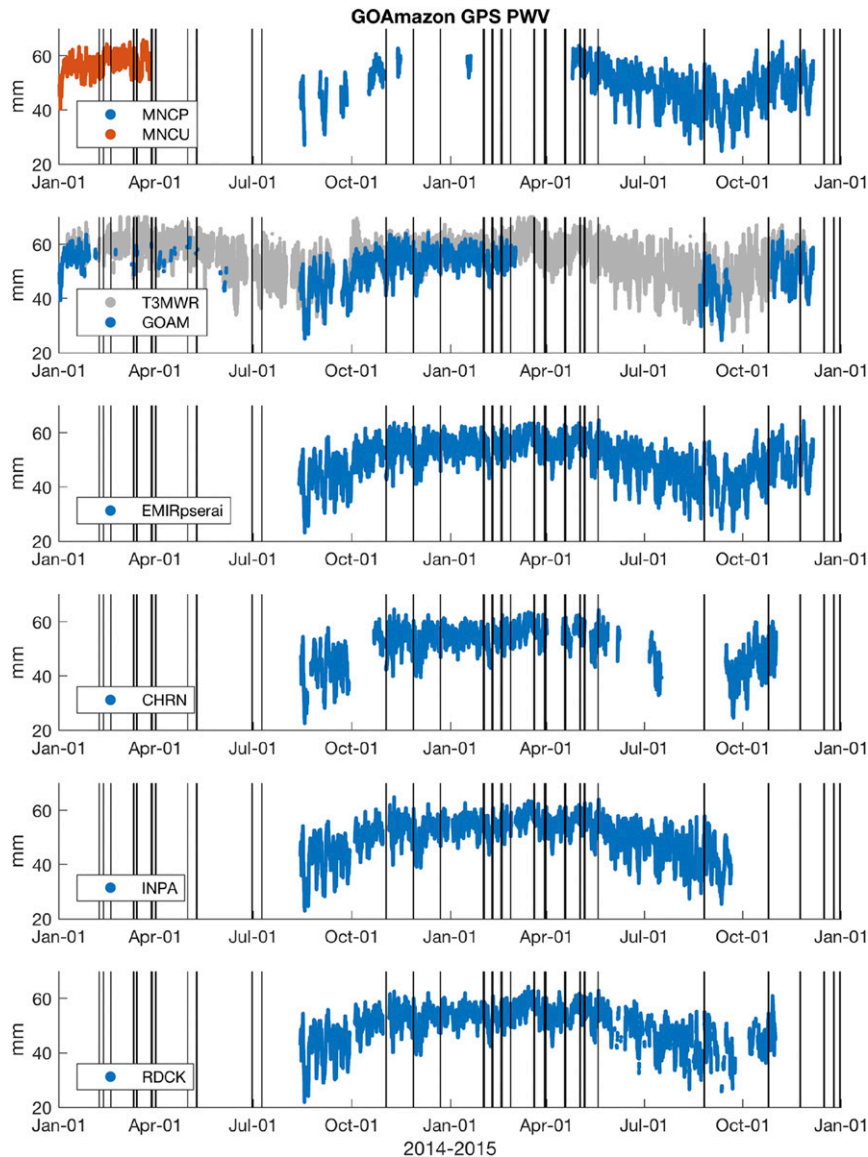 GOAmazon GPS PWV
60
40
20
mm
MNCP
MNCU
Jan-01 Apr-01 Jul-01 Oct-01 Jan-01 Apr-01 Jul-01 Oct-01 Jan-01
60
40
20
mm
T3MWR
GOAM
Jan-01 Apr-01 Jul-01 Oct-01 Jan-01 Apr-01 Jul-01 Oct-01 Jan-01
60
40
20
mm
EMIRpserai
Jan-01 Apr-01 Jul-01 Oct-01 Jan-01 Apr-01 Jul-01 Oct-01 Jan-01
60
40
20
mm
CHRN
Jan-01 Apr-01 Jul-01 Oct-01 Jan-01 Apr-01 Jul-01 Oct-01 Jan-01
60
40
20
mm
INPA
Jan-01 Apr-01 Jul-01 Oct-01 Jan-01 Apr-01 Jul-01 Oct-01 Jan-01
60
40
20
mm
RDCK
Jan-01 Apr-01 Jul-01 Oct-01 Jan-01 Apr-01 Jul-01 Oct-01 Jan-01
2014-2015